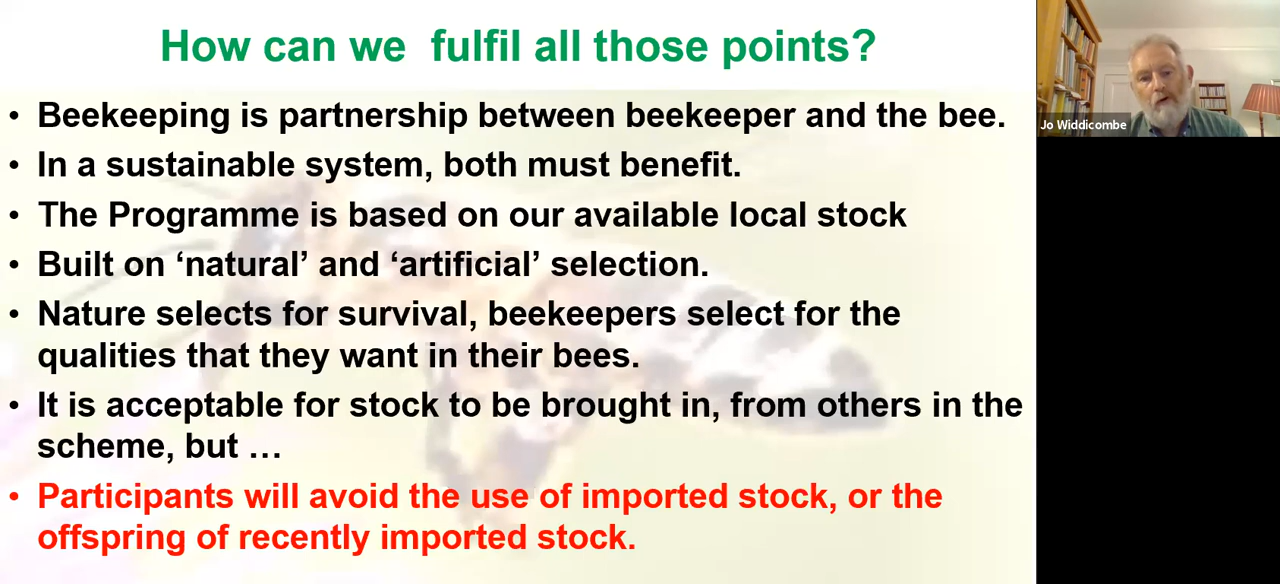 How can we fulfil all those points?
• Beekeeping is partnership between beekeeper and the bee.
• In a sustainable system, both must benefit.
• The Programme is based on our available local stock
• Built on ‘natural’ and ‘artificial’ selection.
• Nature selects for survival, beekeepers select for the
qualities that they want in their bees.
• It is acceptable for stock to be brought in, from others in the
scheme, but …
• Participants will avoid the use of imported stock, or the
offspring of recently imported stock.
Jo Widdicombe